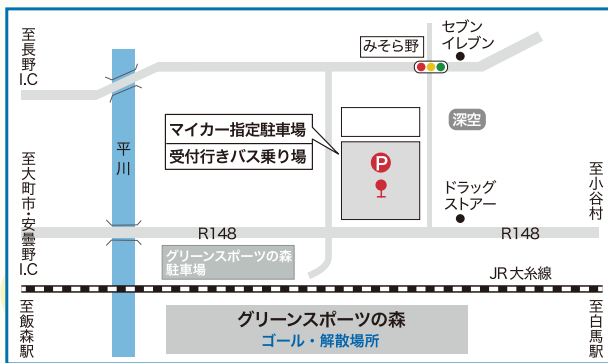 至長野I.C
セブン
イレブン
みそら野
深空
マイカー指定駐車場
受付行きバス乗り場
P
平川
至大町市・安曇野I.C
ドラッグ
ストアー
至小谷村
R148
R148
グリーンスポーツの森
駐車場
JR大糸線
至飯森駅
グリーンスポーツの森
ゴール・解散場所
至白馬駅